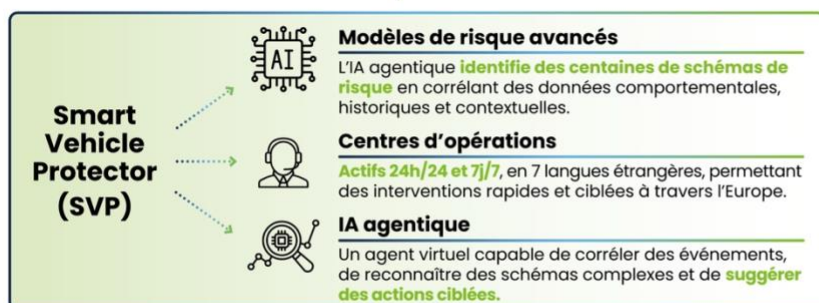 Smart
Vehicle
Protector
(SVP)
AI
Modèles de risque avancés
L'IA agentique identifie des centaines de schémas de
risque en corrélant des données comportementales,
historiques et contextuelles.
Centres d'opérations
Actifs 24h/24 et 7j/7, en 7 langues étrangères, permettant
des interventions rapides et ciblées à travers l'Europe.
IA agentique
Un agent virtuel capable de corréler des événements,
de reconnaître des schémas complexes et de suggérer
des actions ciblées.